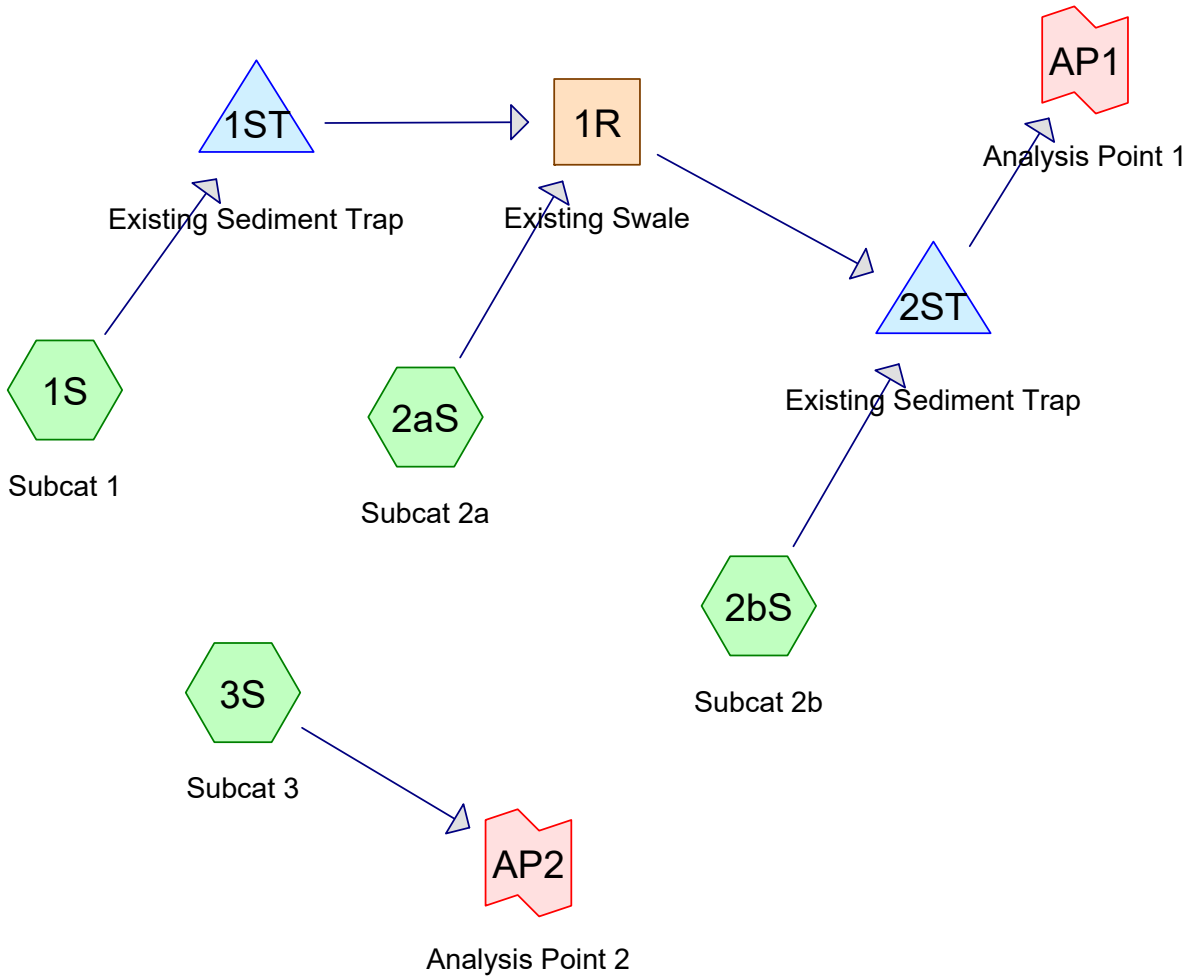 AP1
Analysis Point 1
1ST
Existing Sediment Trap
1R
Existing Swale
2ST
Existing Sediment Trap
1S
Subcat 1
2aS
Subcat 2a
2bS
Subcat 2b
3S
Subcat 3
AP2
Analysis Point 2